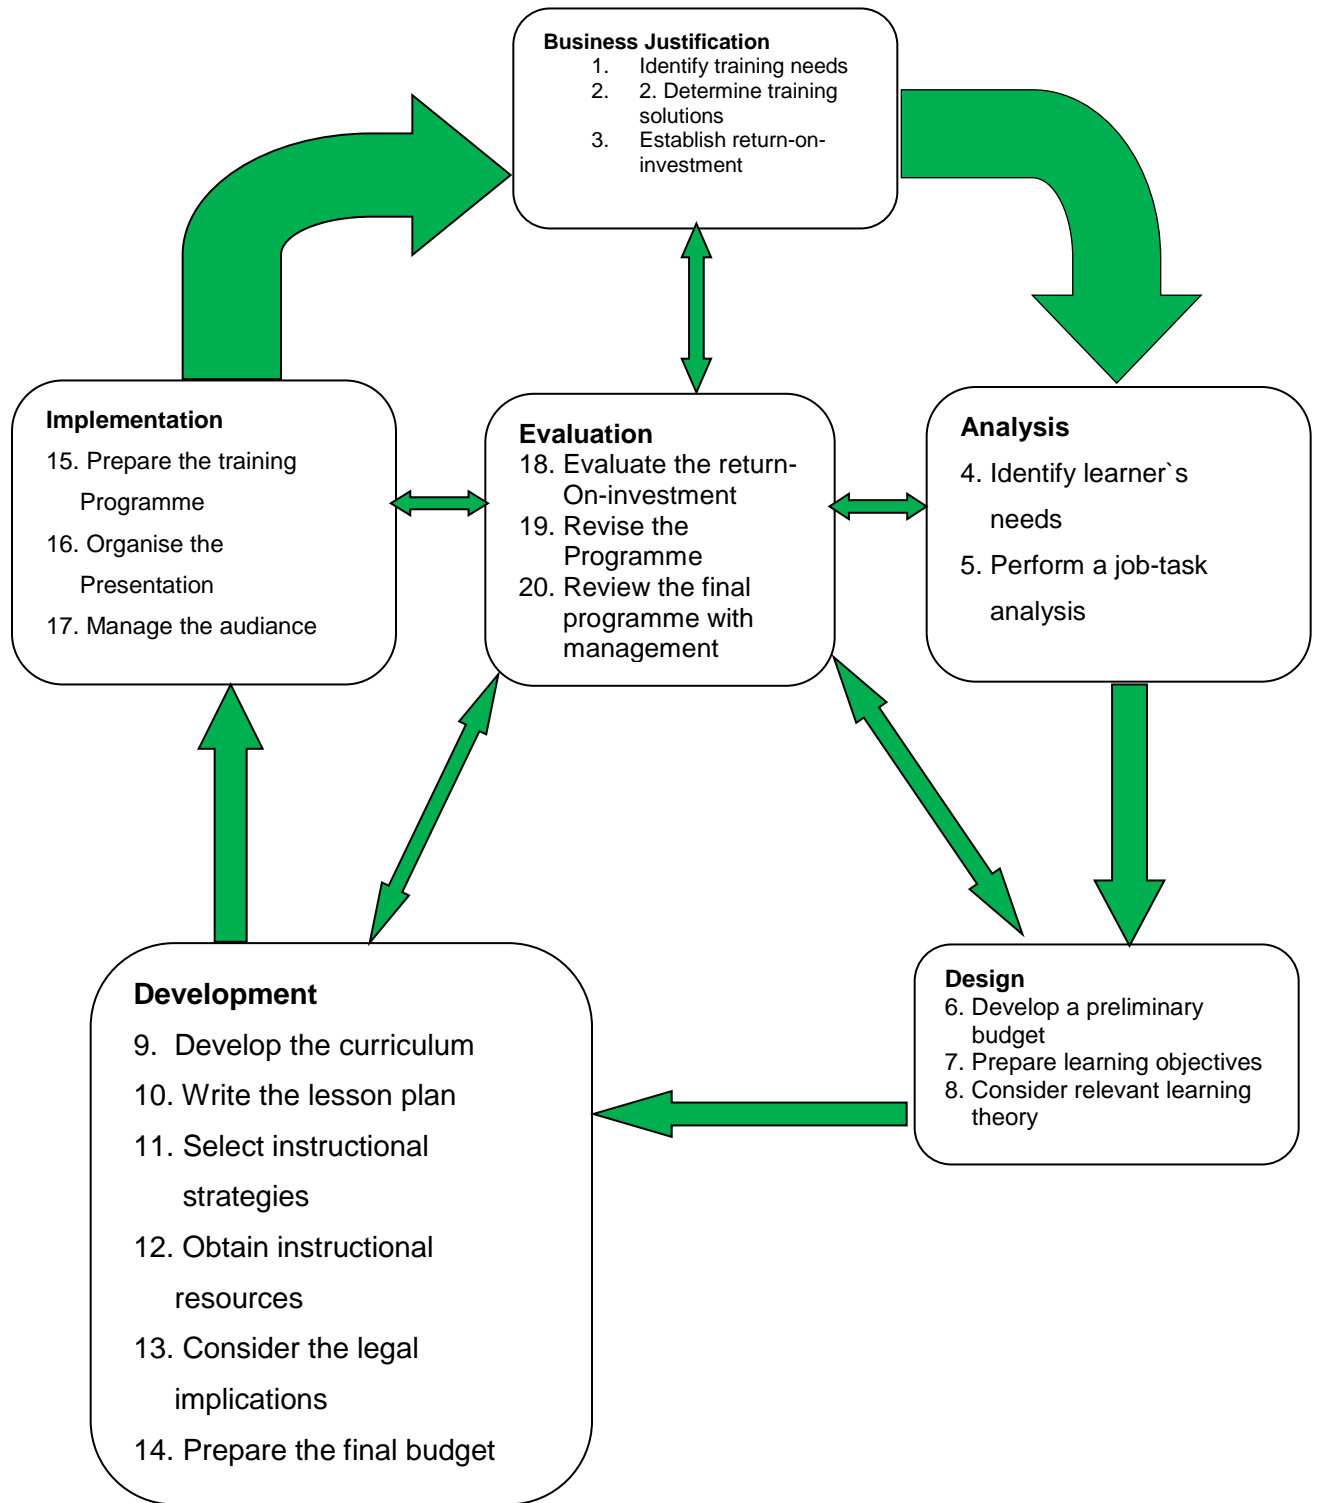 Business Justification
1. Identify training needs
2. 2. Determine training
solutions
3. Establish return-on-
investment
Implementation
15. Prepare the training
Programme
16. Organise the
Presentation
17. Manage the audiance
Evaluation
18. Evaluate the return-
On-investment
19. Revise the
Programme
20. Review the final
programme with
management
Analysis
4. Identify learner`s
needs
5. Perform a job-task
analysis
Development
9. Develop the curriculum
10. Write the lesson plan
11. Select instructional
strategies
12. Obtain instructional
resources
13. Consider the legal
implications
14. Prepare the final budget
Design
6. Develop a preliminary
budget
7. Prepare learning objectives
8. Consider relevant learning
theory